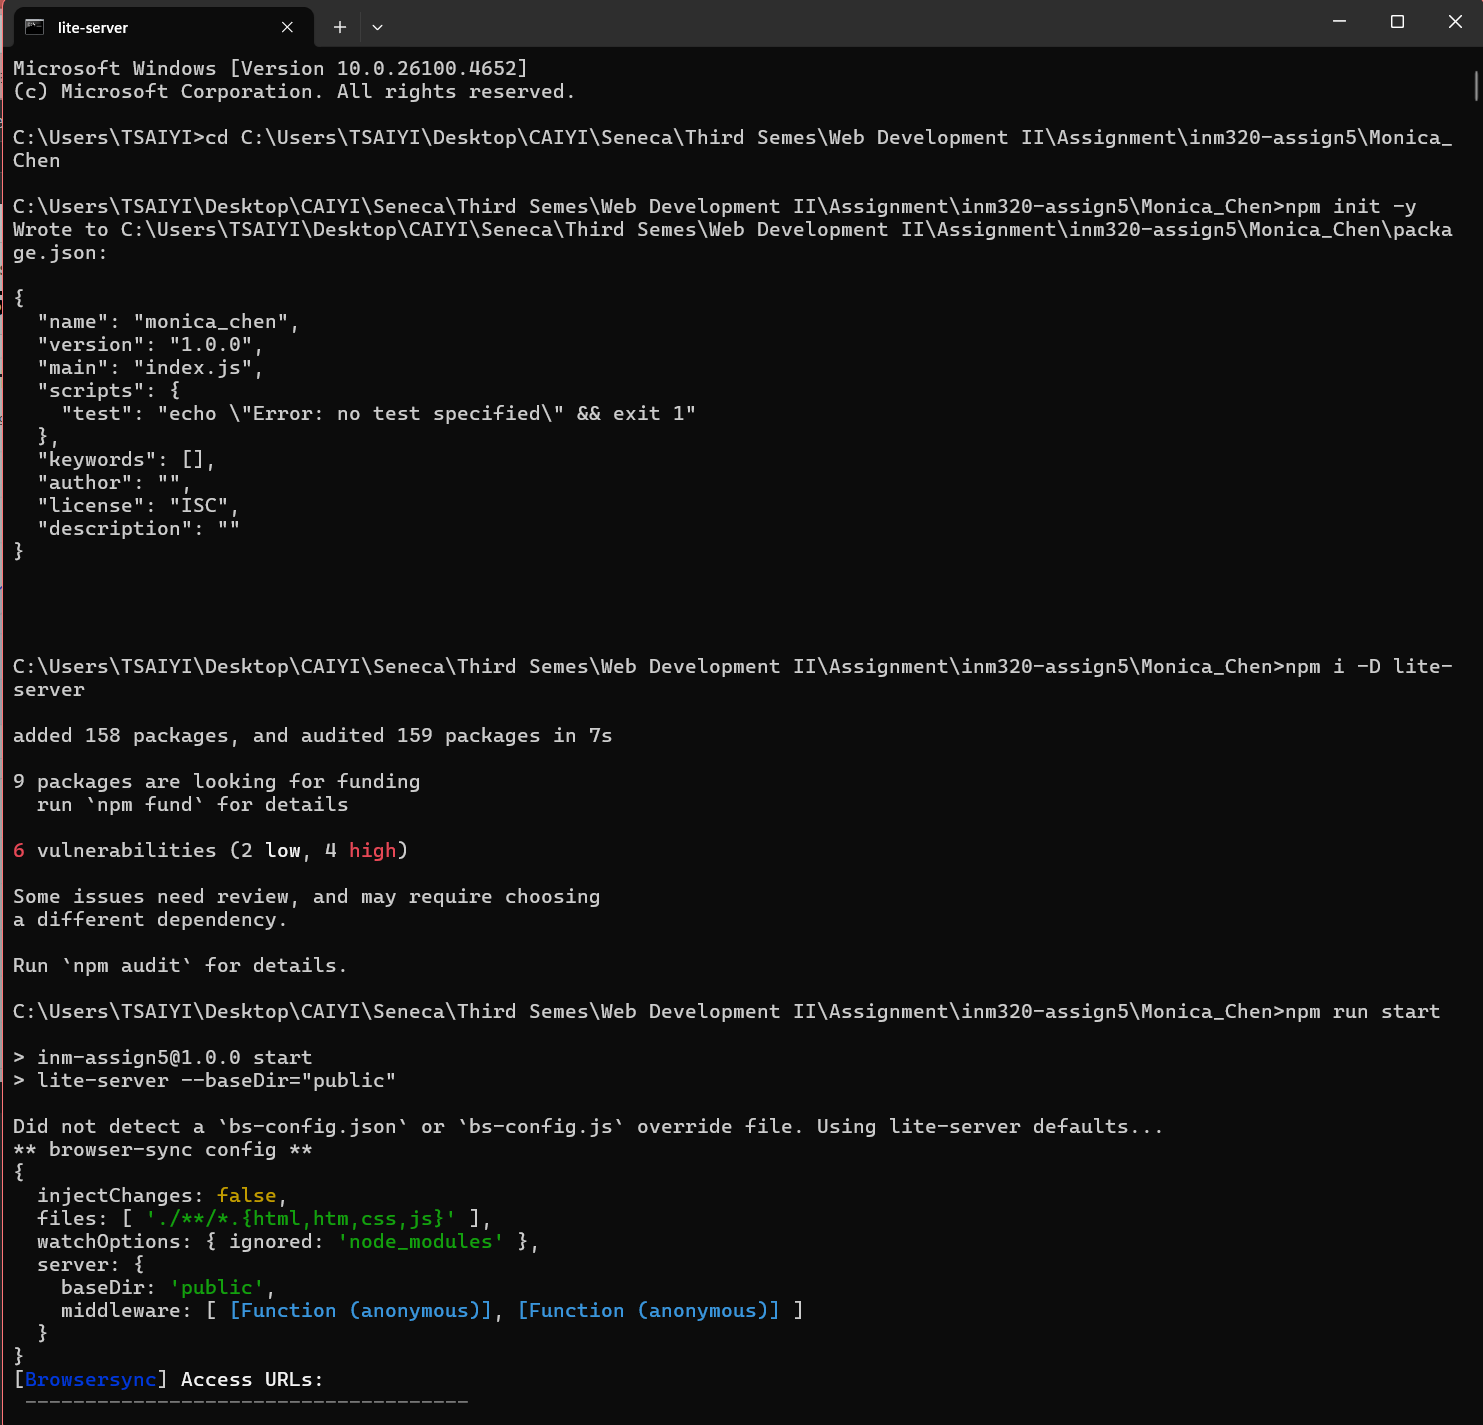 lite-server
Microsoft Windows [Version 10.0.26100.4652]
(c) Microsoft Corporation. All rights reserved.
C:\Users\TSAIYI>cd C:\Users\TSAIYI\Desktop\CAIYI\Seneca\Third Semes\Web Development II\Assignment\inm320-assign5\Monica_
Chen
C:\Users\TSAIYI\Desktop\CAIYI\Seneca\Third Semes\Web Development II\Assignment\inm320-assign5\Monica_Chen>npm init -y
Wrote to C:\Users\TSAIYI\Desktop\CAIYI\Seneca\Third Semes\Web Development II\Assignment\inm320-assign5\Monica_Chen\packa
ge.json:
{
  "name": "monica_chen",
  "version": "1.0.0",
  "main": "index.js",
  "scripts": {
    "test": "echo \"Error: no test specified\" && exit 1"
  },
  "keywords": [],
  "author": "",
  "license": "ISC",
  "description": ""
}
C:\Users\TSAIYI\Desktop\CAIYI\Seneca\Third Semes\Web Development II\Assignment\inm320-assign5\Monica_Chen>npm i -D lite-
server
added 158 packages, and audited 159 packages in 7s
9 packages are looking for funding
  run `npm fund` for details
6 vulnerabilities (2 low, 4 high)
Some issues need review, and may require choosing
a different dependency.
Run `npm audit` for details.
C:\Users\TSAIYI\Desktop\CAIYI\Seneca\Third Semes\Web Development II\Assignment\inm320-assign5\Monica_Chen>npm run start
> inm-assign5@1.0.0 start
> lite-server --baseDir="public"
Did not detect a `bs-config.json` or `bs-config.js` override file. Using lite-server defaults...
** browser-sync config **
{
  injectChanges: false,
  files: [ './**/*.{html,htm,css,js}' ],
  watchOptions: { ignored: 'node_modules' },
  server: {
    baseDir: 'public',
    middleware: [ [Function (anonymous)], [Function (anonymous)] ]
  }
}
[Browsersync] Access URLs:
 -------------------------------------